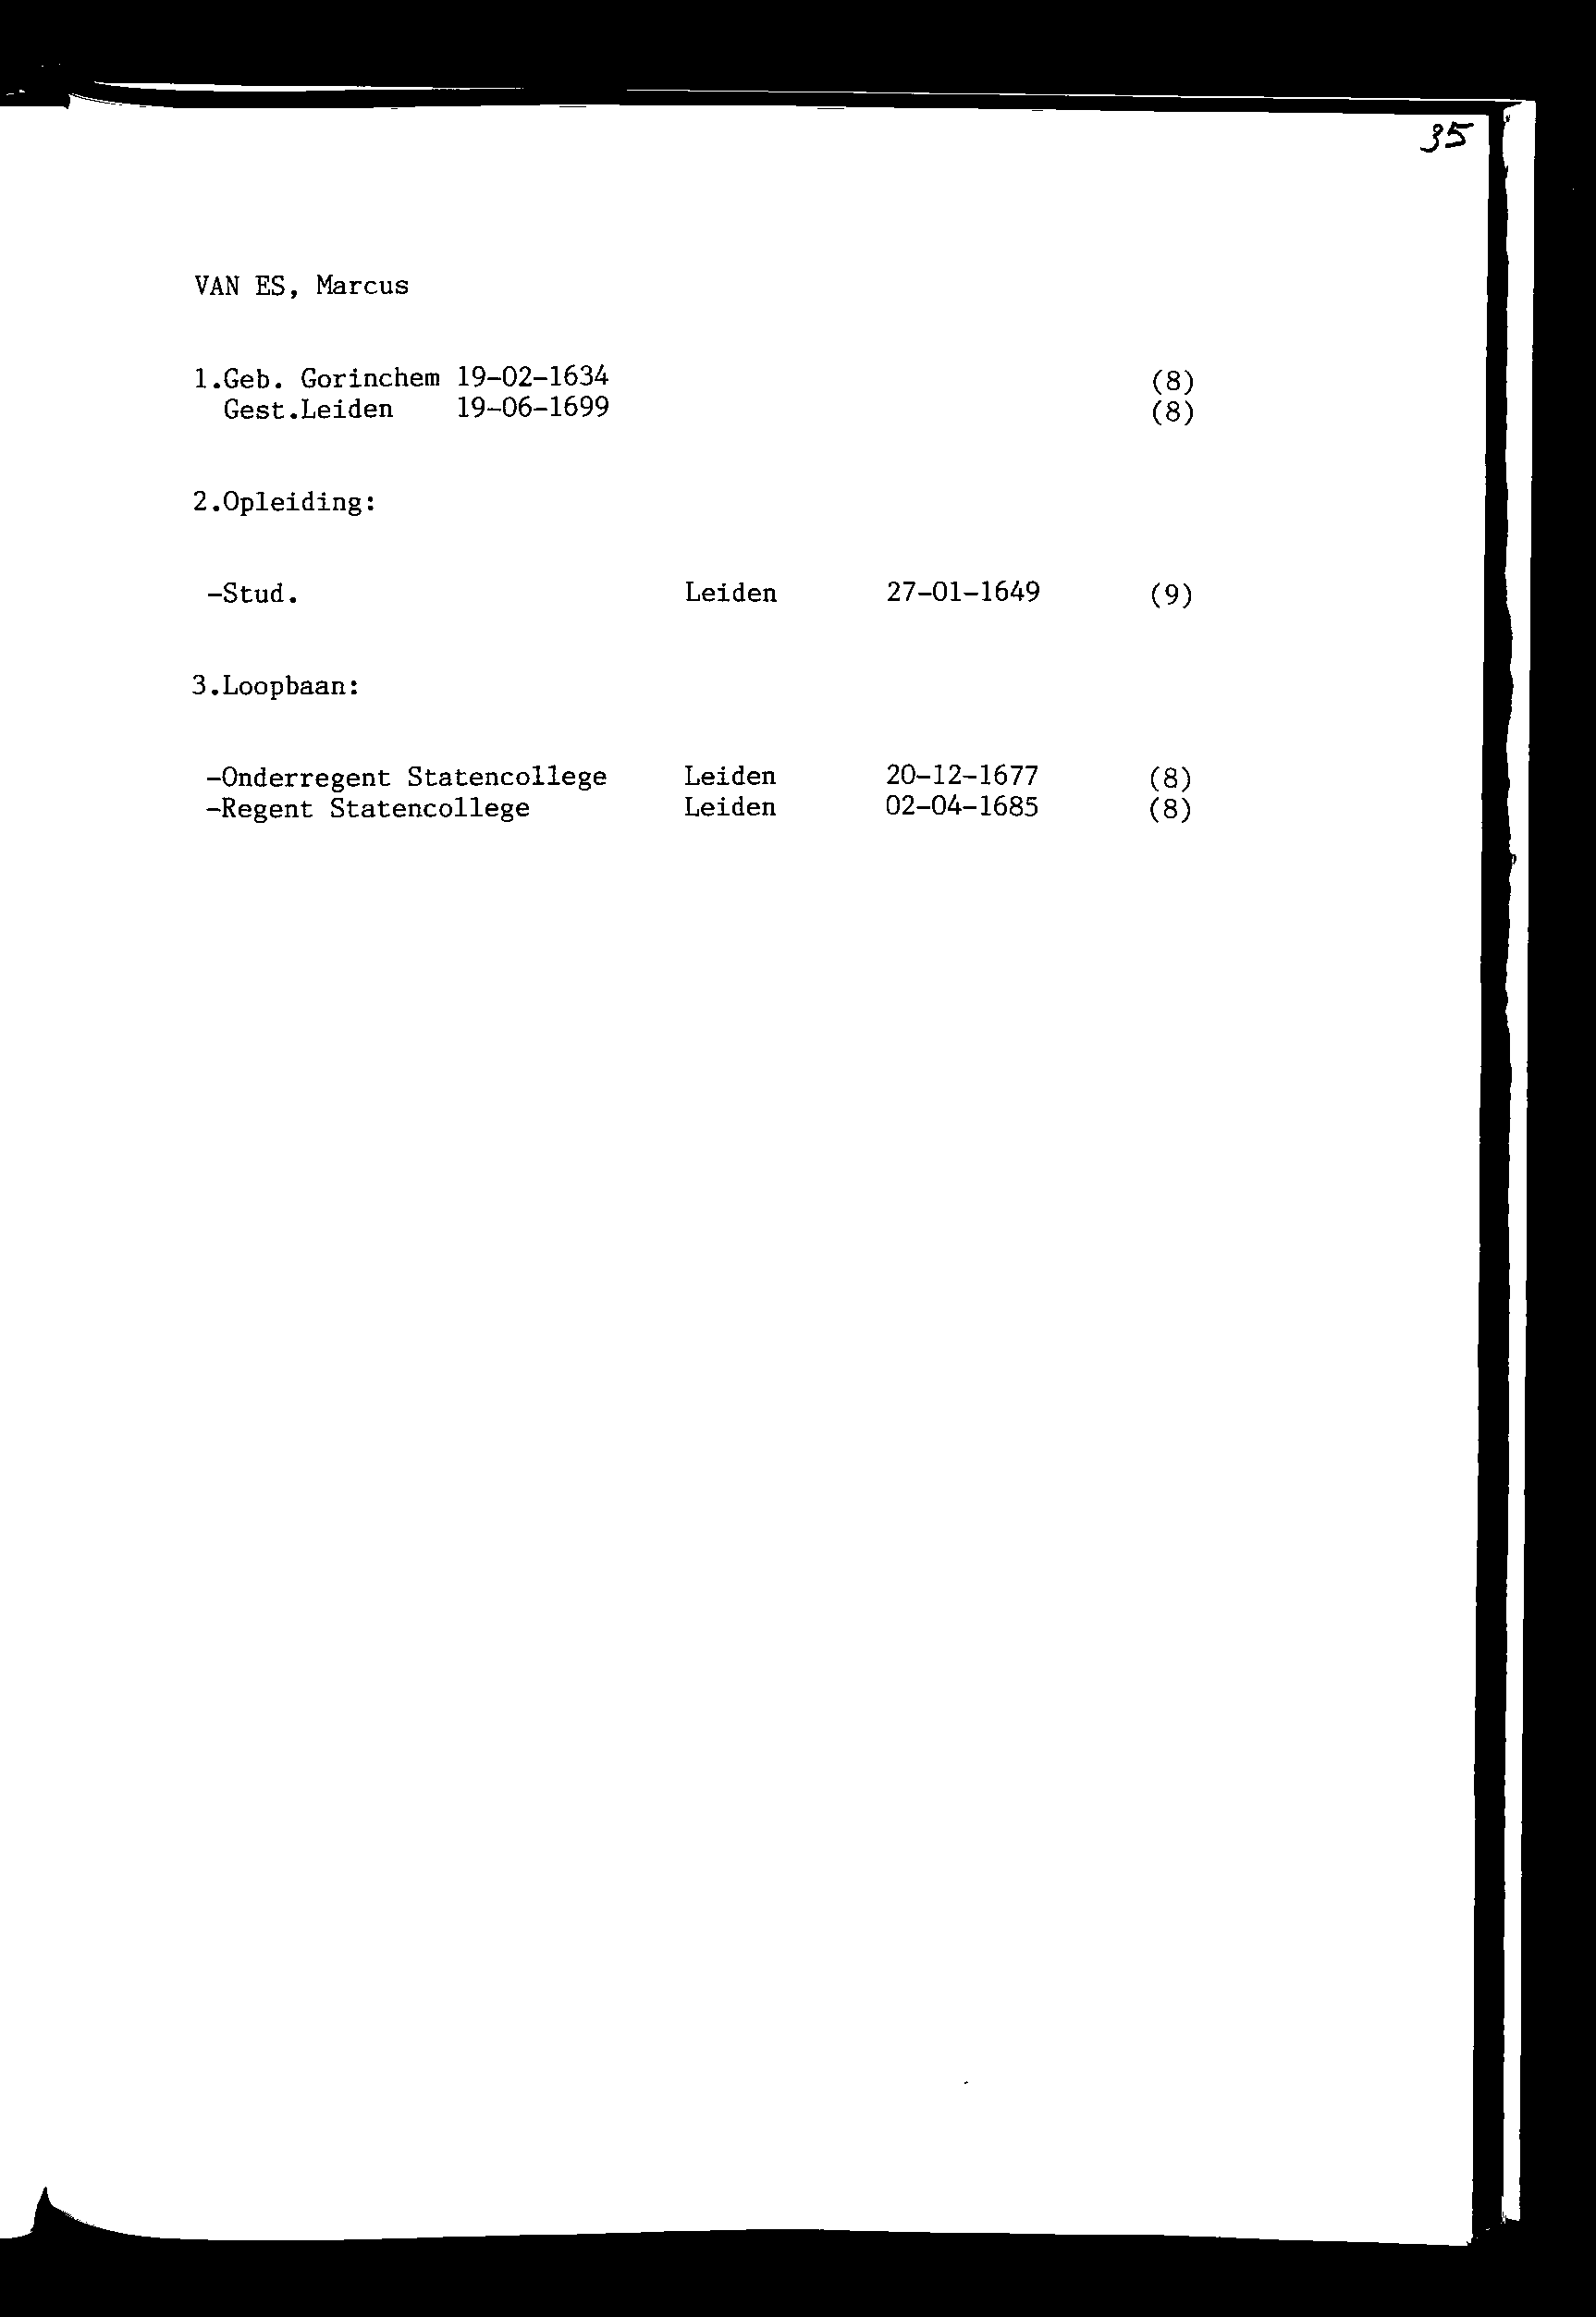 35
VAN ES, Marcus
1.Geb. Gorinchem 19-02-1634 (8)
Gest.Leiden 19-06-1699 (8)
2.Opleiding:
-Stud. Leiden 27-01-1649 (9)
3.Loopbaan:
-Onderregent Statencollege Leiden 20-12-1677 (8)
-Regent Statencollege Leiden 02-04-1685 (8)